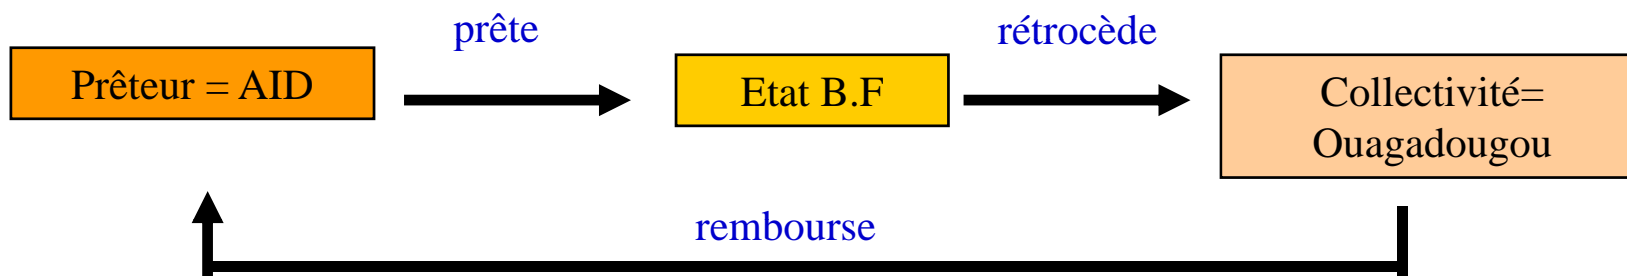 prête
rétrocède
Prêteur = AID
Etat B.F
Collectivité=
Ouagadougou
rembourse